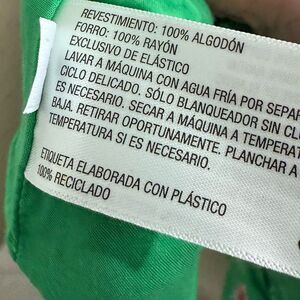 REVESTIMIENTO: 100% ALGODÓN
FORRO: 100% RAYÓN
EXCLUSIVO DE ELÁSTICO
LAVAR A MÁQUINA CON AGUA FRÍA POR SEPAR
CICLO DELICADO. SÓLO BLANQUEADOR SIN CL
ES NECESARIO. SECAR A MÁQUINA A TEMPERAT
BAJA. RETIRAR OPORTUNAMENTE. PLANCHAR A
TEMPERATURA SI ES NECESARIO.
ETIQUETA ELABORADA CON PLÁSTICO
100% RECICLADO